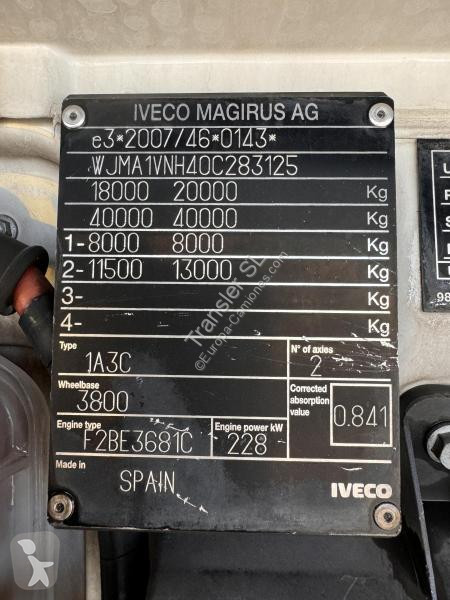 IVECO MAGIRUS AG
e3*2007/46*0143*
WJMA1VNH40C283125
18000 20000 Kg
40000 40000 Kg
1- 8000 8000 Kg
2- 11500 13000 Kg
3- Kg
4- Kg
Type 1A3C
N° of axles 2
Wheelbase 3800
Corrected absorption value 0.841
Engine type F2BE3681C
Engine power kW 228
Made in SPAIN
IVECO
Transler SL
©Europa-Camiones.com
98